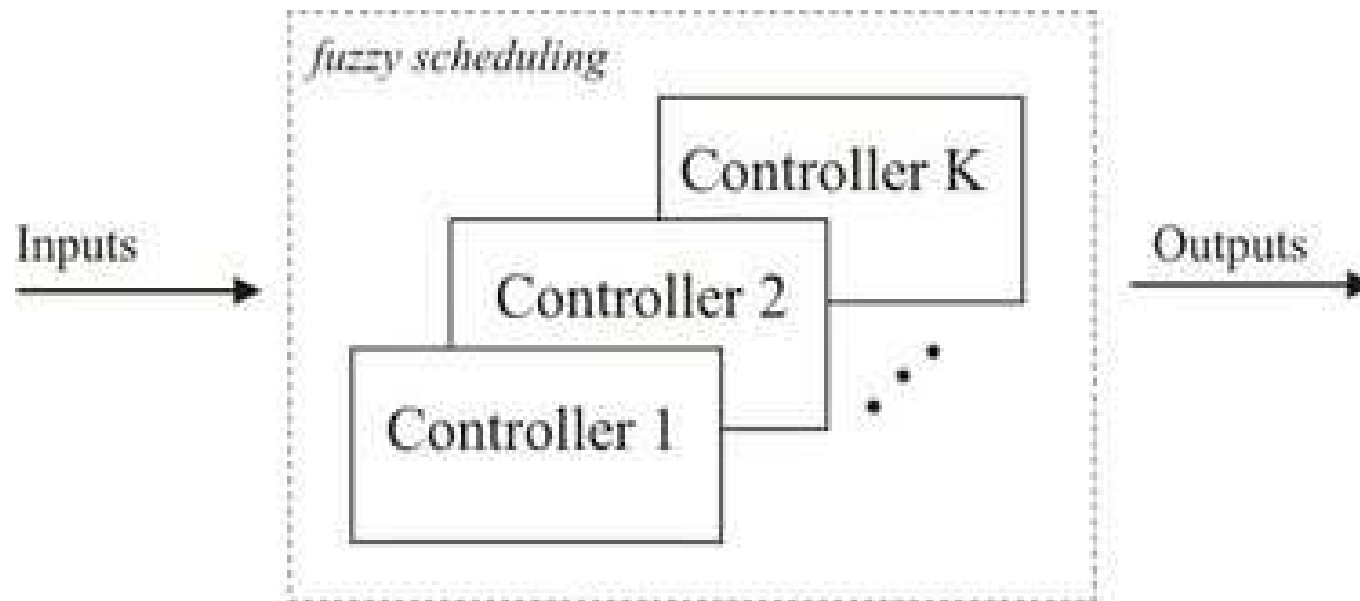 fuzzy scheduling
Controller K
Inputs
Outputs
Controller 2
Controller 1